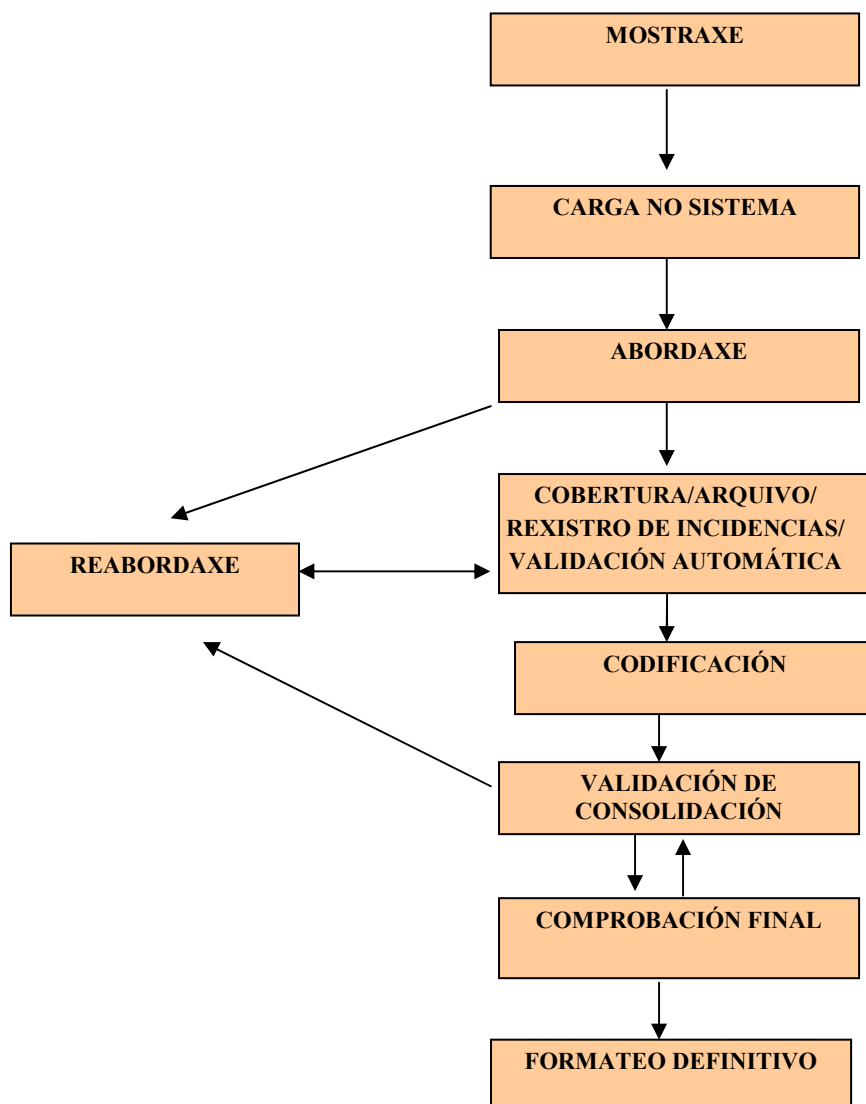 MOSTRAXE
CARGA NO SISTEMA
ABORDAXE
COBERTURA/ARQUIVO/
REXISTRO DE INCIDENCIAS/
VALIDACIÓN AUTOMÁTICA
REABORDAXE
CODIFICACIÓN
VALIDACIÓN DE
CONSOLIDACIÓN
COMPROBACIÓN FINAL
FORMATEO DEFINITIVO